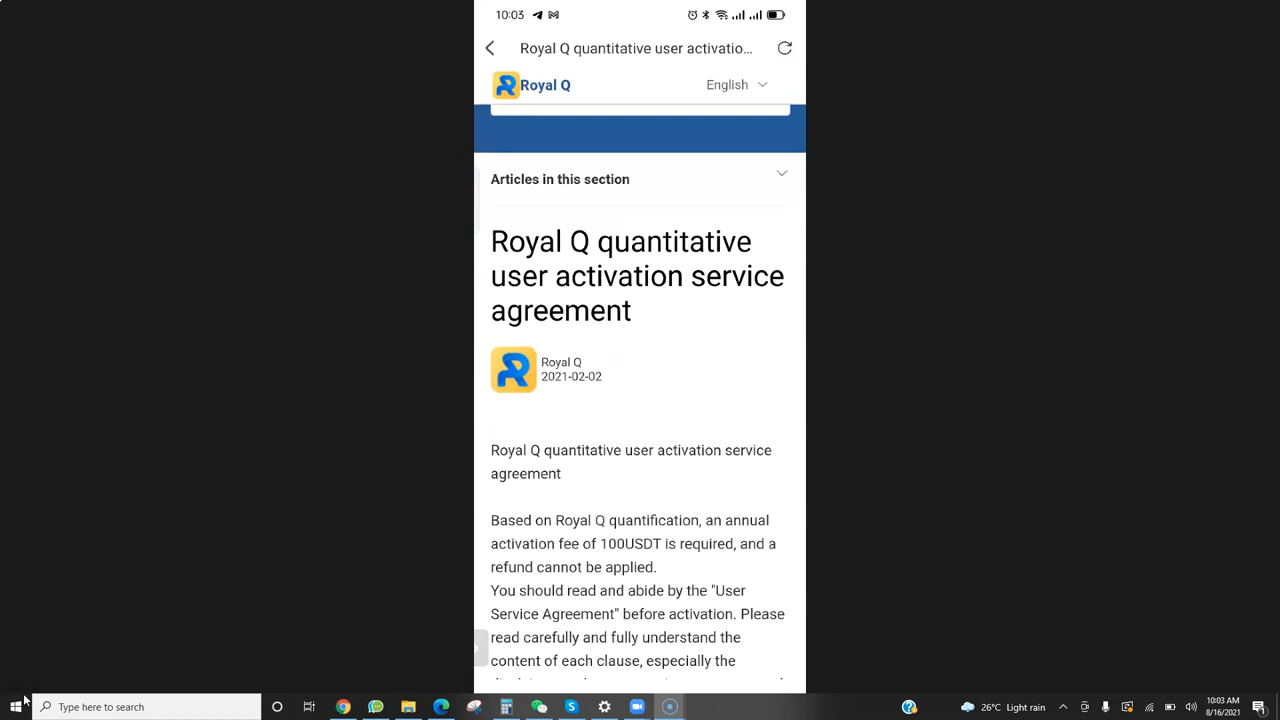 10:03
Royal Q quantitative user activatio...
Royal Q
English
Articles in this section
Royal Q quantitative
user activation service
agreement
Royal Q
2021-02-02
Royal Q quantitative user activation service
agreement
Based on Royal Q quantification, an annual
activation fee of 100USDT is required, and a
refund cannot be applied.
You should read and abide by the "User
Service Agreement" before activation. Please
read carefully and fully understand the
content of each clause, especially the
Type here to search
26°C Light rain
10:03 AM
8/16/2021